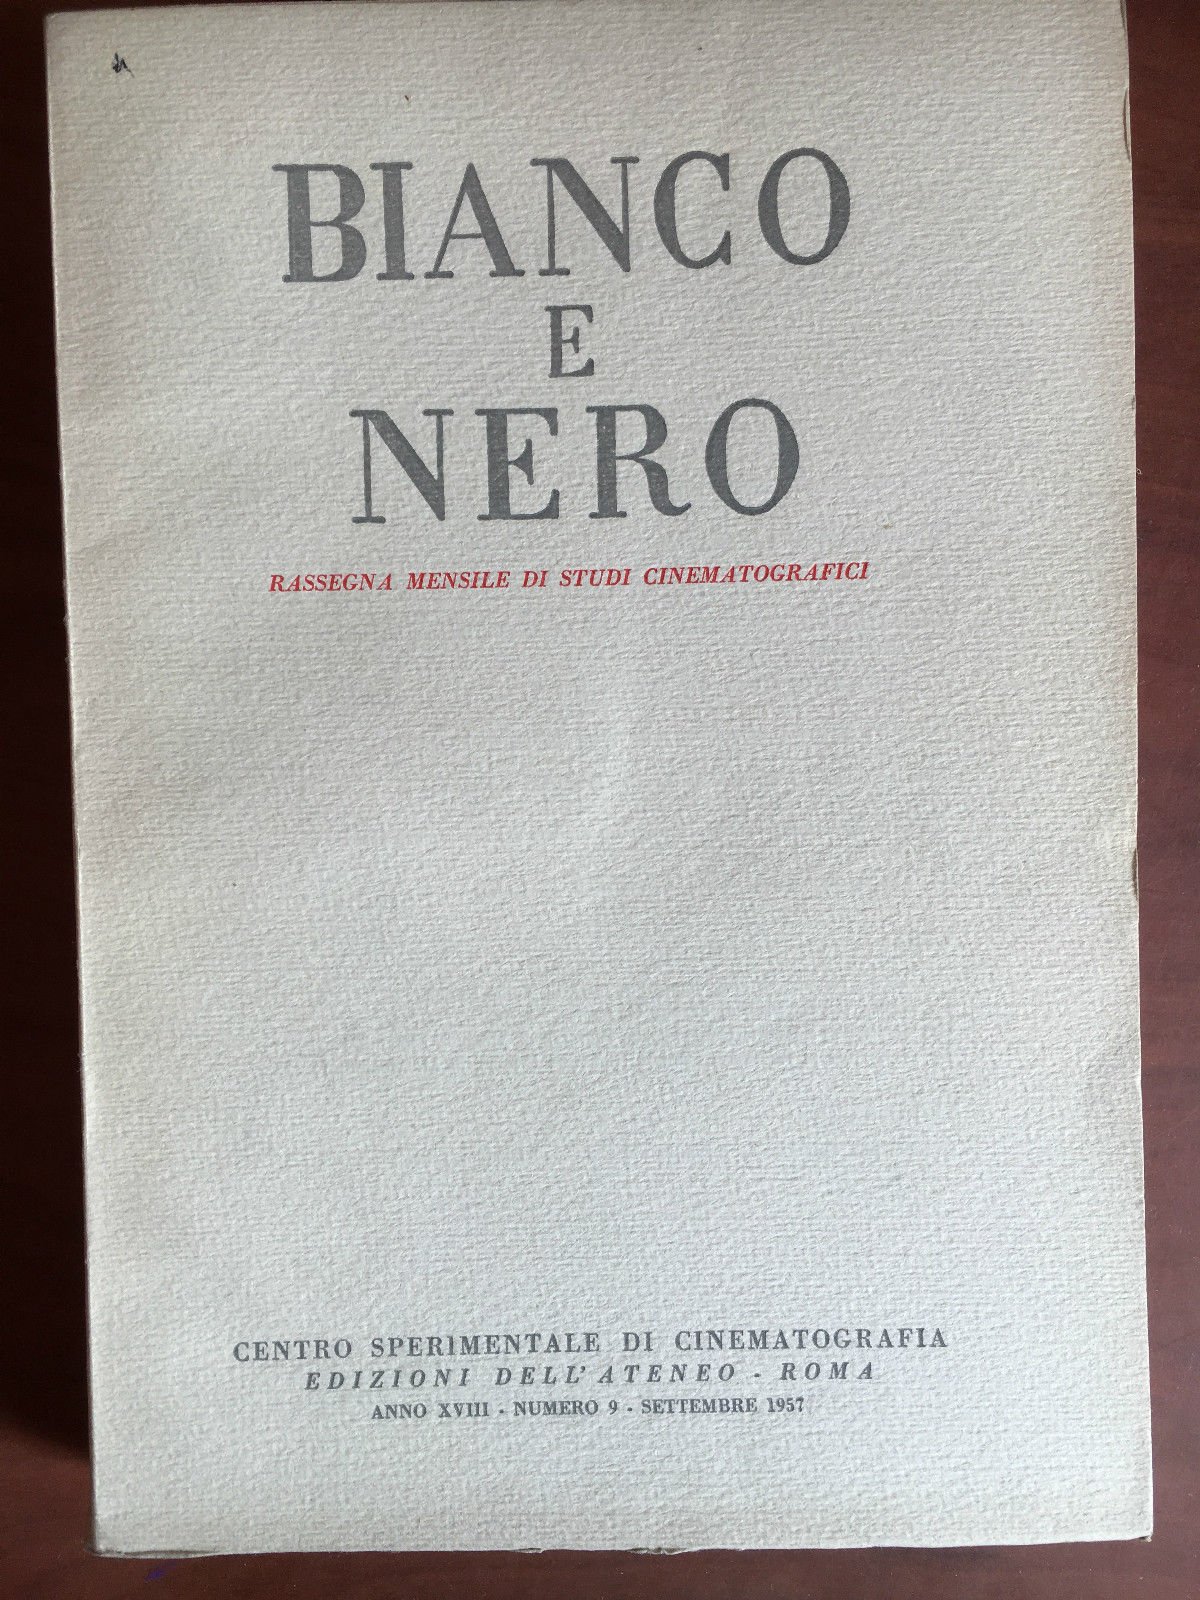 BIANCO
E
NERO
RASSEGNA MENSILE DI STUDI CINEMATOGRAFICI
CENTRO SPERIMENTALE DI CINEMATOGRAFIA
EDIZIONI DELL'ATENEO - ROMA
ANNO XVIII - NUMERO 9 - SETTEMBRE 1957